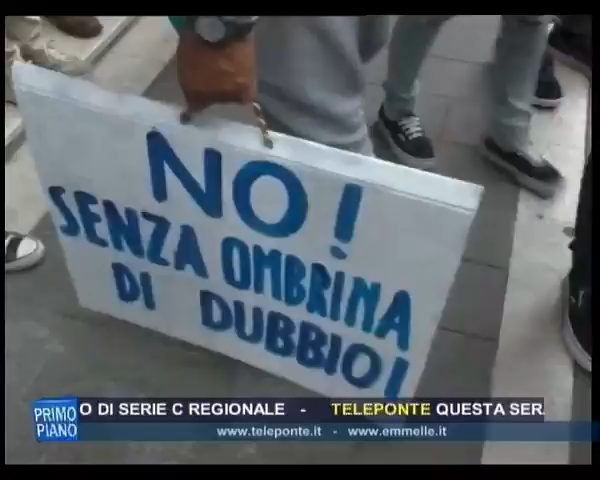 NO!
SENZA OMBRINA
DI DUBBIO!
PRIMO
PIANO
O DI SERIE C REGIONALE - TELEPONTE QUESTA SER
www.teleponte.it - www.emmelle.it